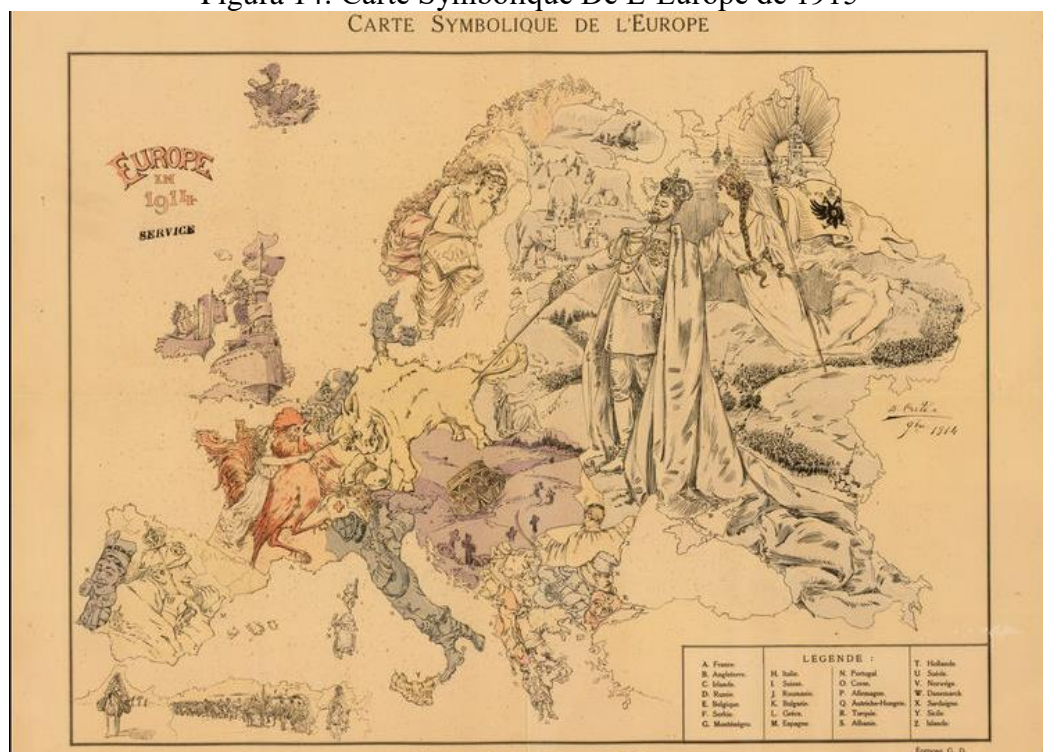 Figura 14. Carte Symbolique De L'Europe de 1915
CARTE SYMBOLIQUE DE L'EUROPE
EUROPE
IN
1914
SERVICE
9bre 1914
LÉGENDE :
A. France.
B. Angleterre.
C. Irlande.
D. Russie.
E. Belgique.
F. Serbie.
G. Monténégro.
H. Italie.
I. Suisse.
J. Roumanie.
K. Bulgarie.
L. Grèce.
M. Espagne.
N. Portugal.
O. Corse.
P. Allemagne.
Q. Autriche-Hongrie.
R. Turquie.
S. Albanie.
T. Hollande.
U. Suède.
V. Norvège.
W. Danemarck.
X. Sardaigne.
Y. Sicile.
Z. Islande.